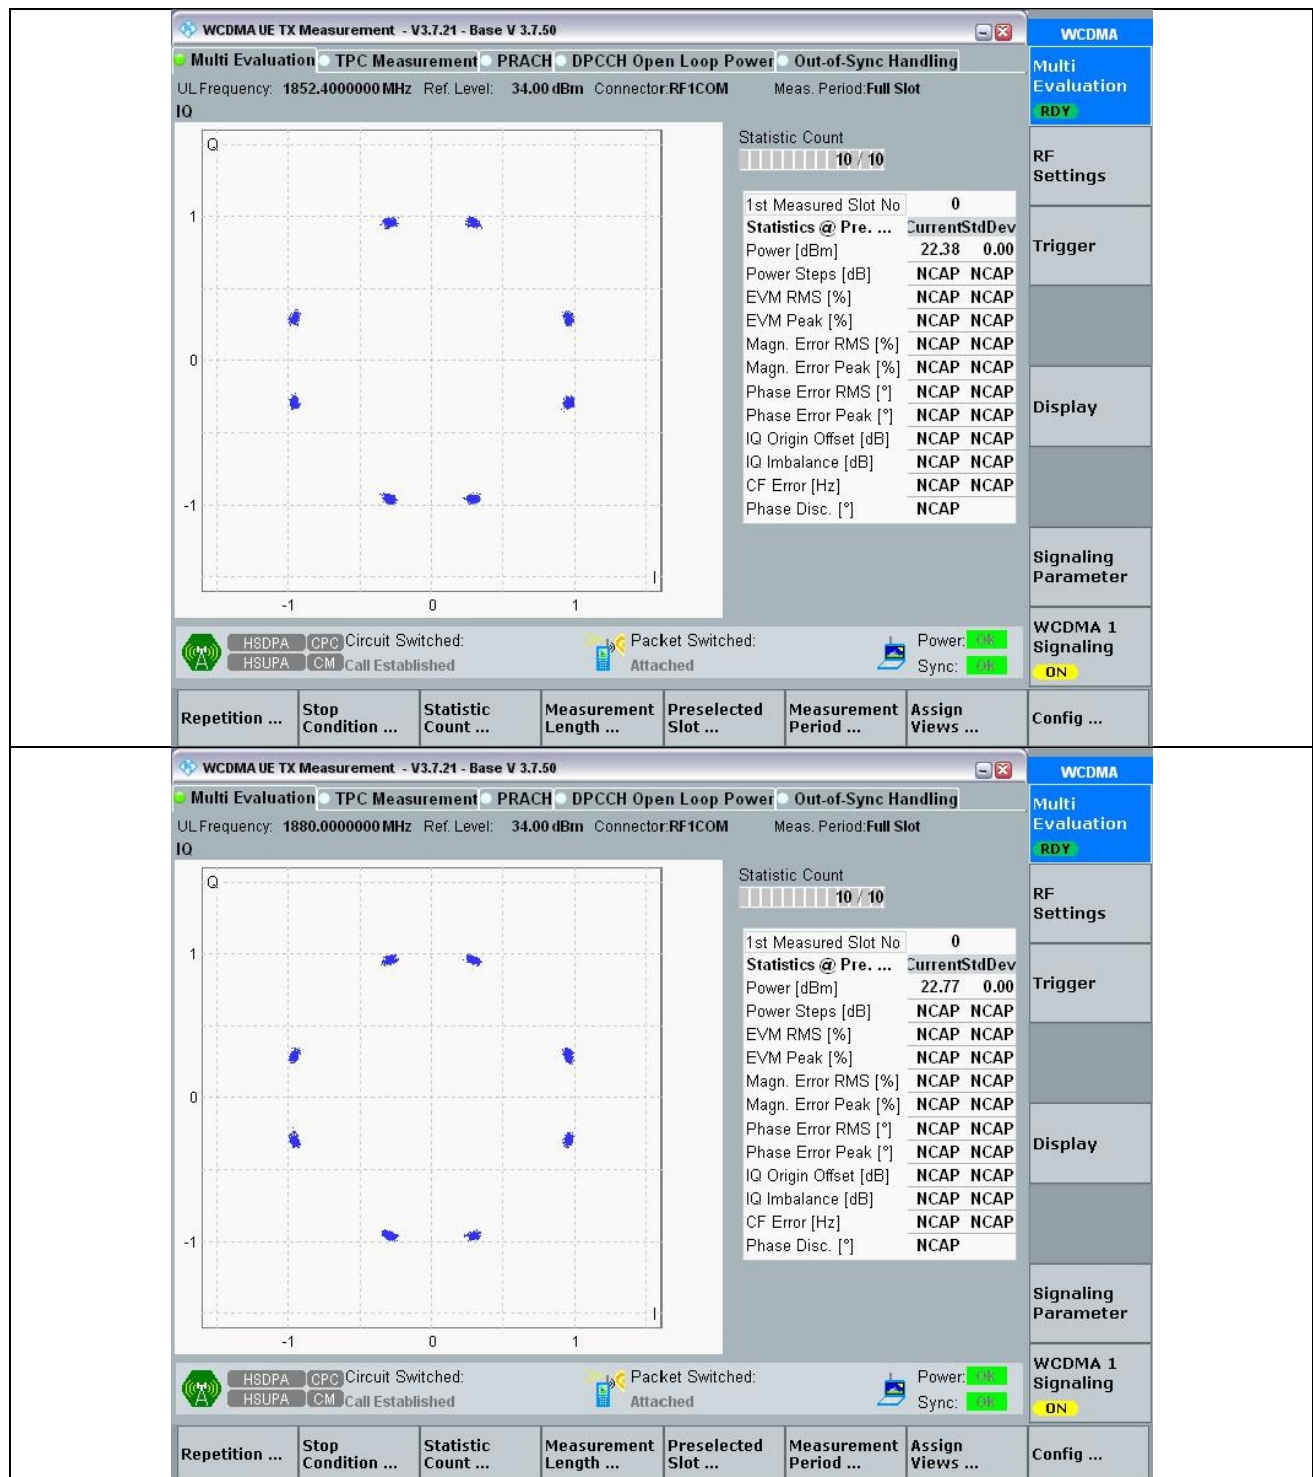 WCDMA UE TX Measurement - V3.7.21 - Base V 3.7.50
WCDMA
Multi Evaluation TPC Measurement PRACH DPCCH Open Loop Power Out-of-Sync Handling
Multi
Evaluation
RDY
UL Frequency: 1852.4000000 MHz Ref. Level: 34.00 dBm Connector:RF1COM Meas. Period:Full Slot
IQ
Q
1
0
-1
I
-1 0 1
Statistic Count
10 / 10
1st Measured Slot No 0
Statistics @ Pre. ... CurrentStdDev
Power [dBm] 22.38 0.00
Power Steps [dB] NCAP NCAP
EVM RMS [%] NCAP NCAP
EVM Peak [%] NCAP NCAP
Magn. Error RMS [%] NCAP NCAP
Magn. Error Peak [%] NCAP NCAP
Phase Error RMS [°] NCAP NCAP
Phase Error Peak [°] NCAP NCAP
IQ Origin Offset [dB] NCAP NCAP
IQ Imbalance [dB] NCAP NCAP
CF Error [Hz] NCAP NCAP
Phase Disc. [°] NCAP
RF
Settings
Trigger
Display
Signaling
Parameter
WCDMA 1
Signaling
ON
HSDPA CPC Circuit Switched: Packet Switched: Power: Ok
HSUPA CM Call Established Attached Sync: Ok
Repetition ...
Stop
Condition ...
Statistic
Count ...
Measurement
Length ...
Preselected
Slot ...
Measurement
Period ...
Assign
Views ...
Config ...
WCDMA UE TX Measurement - V3.7.21 - Base V 3.7.50
WCDMA
Multi Evaluation TPC Measurement PRACH DPCCH Open Loop Power Out-of-Sync Handling
Multi
Evaluation
RDY
UL Frequency: 1880.0000000 MHz Ref. Level: 34.00 dBm Connector:RF1COM Meas. Period:Full Slot
IQ
Q
1
0
-1
I
-1 0 1
Statistic Count
10 / 10
1st Measured Slot No 0
Statistics @ Pre. ... CurrentStdDev
Power [dBm] 22.77 0.00
Power Steps [dB] NCAP NCAP
EVM RMS [%] NCAP NCAP
EVM Peak [%] NCAP NCAP
Magn. Error RMS [%] NCAP NCAP
Magn. Error Peak [%] NCAP NCAP
Phase Error RMS [°] NCAP NCAP
Phase Error Peak [°] NCAP NCAP
IQ Origin Offset [dB] NCAP NCAP
IQ Imbalance [dB] NCAP NCAP
CF Error [Hz] NCAP NCAP
Phase Disc. [°] NCAP
RF
Settings
Trigger
Display
Signaling
Parameter
WCDMA 1
Signaling
ON
HSDPA CPC Circuit Switched: Packet Switched: Power: Ok
HSUPA CM Call Established Attached Sync: Ok
Repetition ...
Stop
Condition ...
Statistic
Count ...
Measurement
Length ...
Preselected
Slot ...
Measurement
Period ...
Assign
Views ...
Config ...